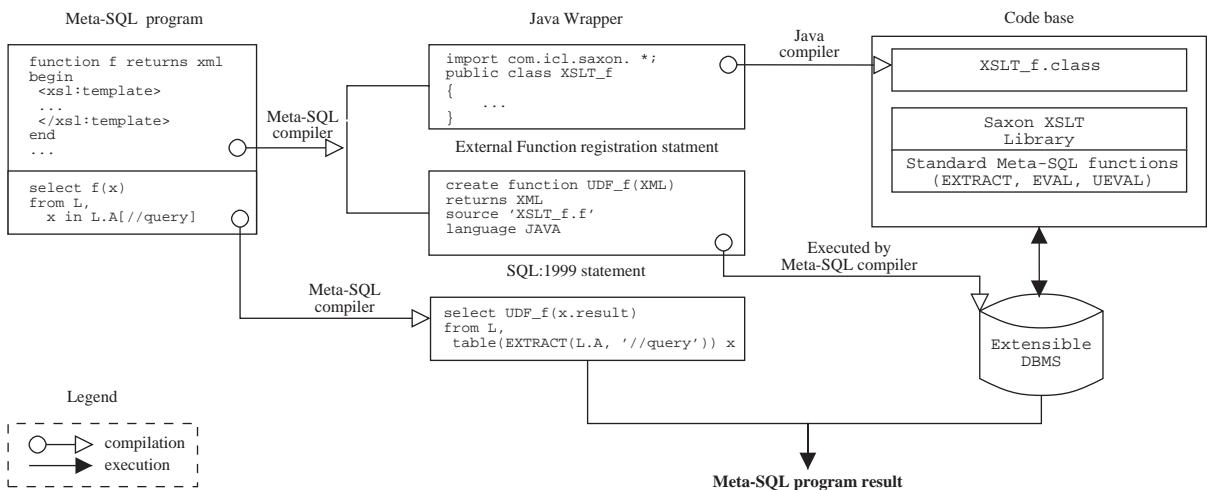 Meta-SQL program
function f returns xml
begin
<xsl:template>
...
</xsl:template>
end
...
select f(x)
from L,
x in L.A[//query]
Meta-SQL
compiler
Java Wrapper
import com.icl.saxon. *;
public class XSLT_f
{
...
}
External Function registration statment
create function UDF_f(XML)
returns XML
source 'XSLT_f.f'
language JAVA
SQL:1999 statement
Meta-SQL
compiler
select UDF_f(x.result)
from L,
table(EXTRACT(L.A, '//query')) x
Java
compiler
Code base
XSLT_f.class
Saxon XSLT
Library
Standard Meta-SQL functions
(EXTRACT, EVAL, UEVAL)
Executed by
Meta-SQL compiler
Extensible
DBMS
Legend
compilation
execution
Meta-SQL program result